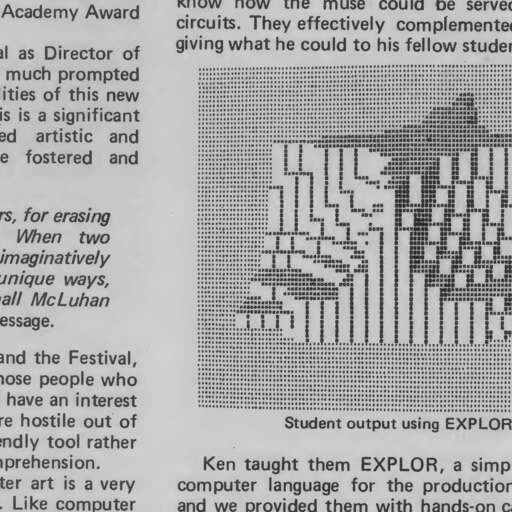 Academy Award
al as Director of
much prompted
lities of this new
is is a significant
ed artistic and
e fostered and
rs, for erasing
When two
imaginatively
unique ways,
all McLuhan
essage.
and the Festival,
hose people who
have an interest
re hostile out of
endly tool rather
mprehension.
ter art is a very
. Like computer
know how the muse could be served
circuits. They effectively complemented
giving what he could to his fellow studen
Student output using EXPLOR
Ken taught them EXPLOR, a simp
computer language for the production
and we provided them with hands-on c